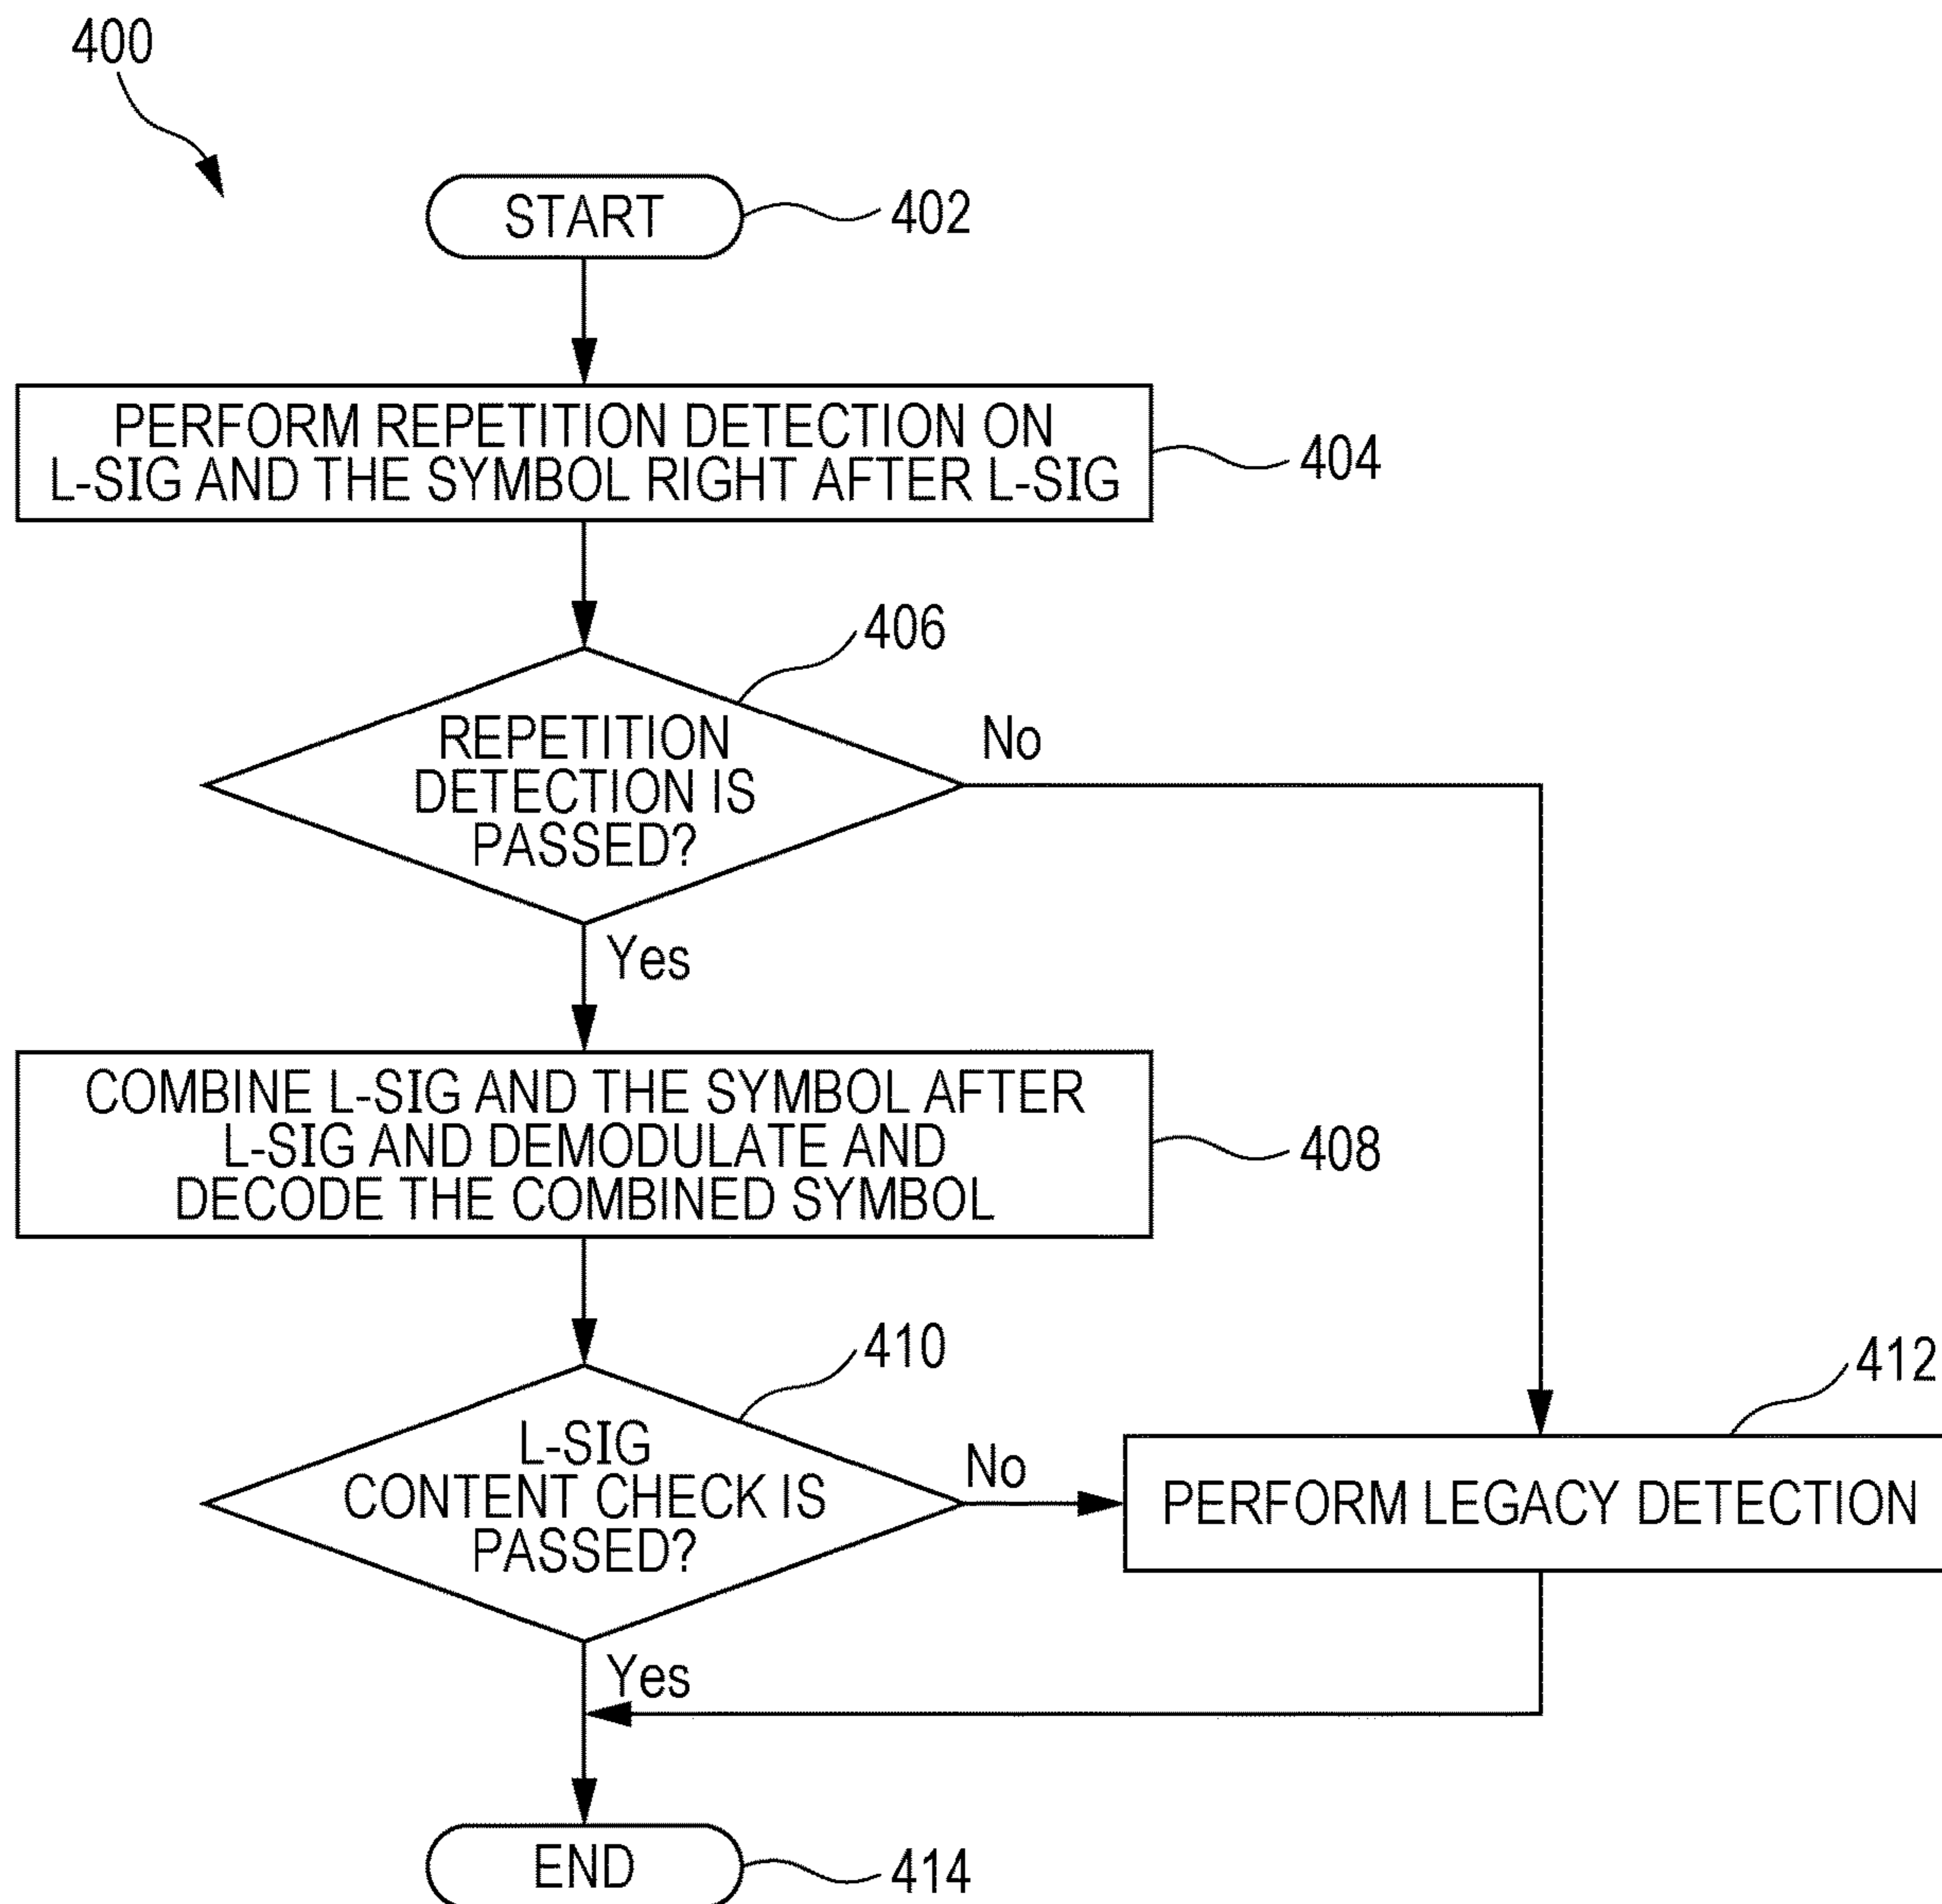 400
START
402
PERFORM REPETITION DETECTION ON
L-SIG AND THE SYMBOL RIGHT AFTER L-SIG
404
406
REPETITION
DETECTION IS
PASSED?
No
Yes
COMBINE L-SIG AND THE SYMBOL AFTER
L-SIG AND DEMODULATE AND
DECODE THE COMBINED SYMBOL
408
410
L-SIG
CONTENT CHECK IS
PASSED?
No
412
PERFORM LEGACY DETECTION
Yes
END
414